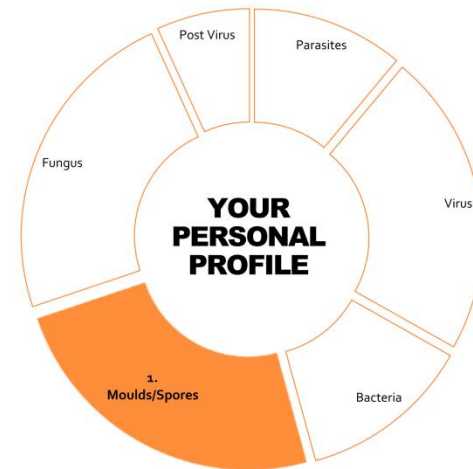 Post Virus
Parasites
Fungus
Virus
YOUR
PERSONAL
PROFILE
1.
Moulds/Spores
Bacteria